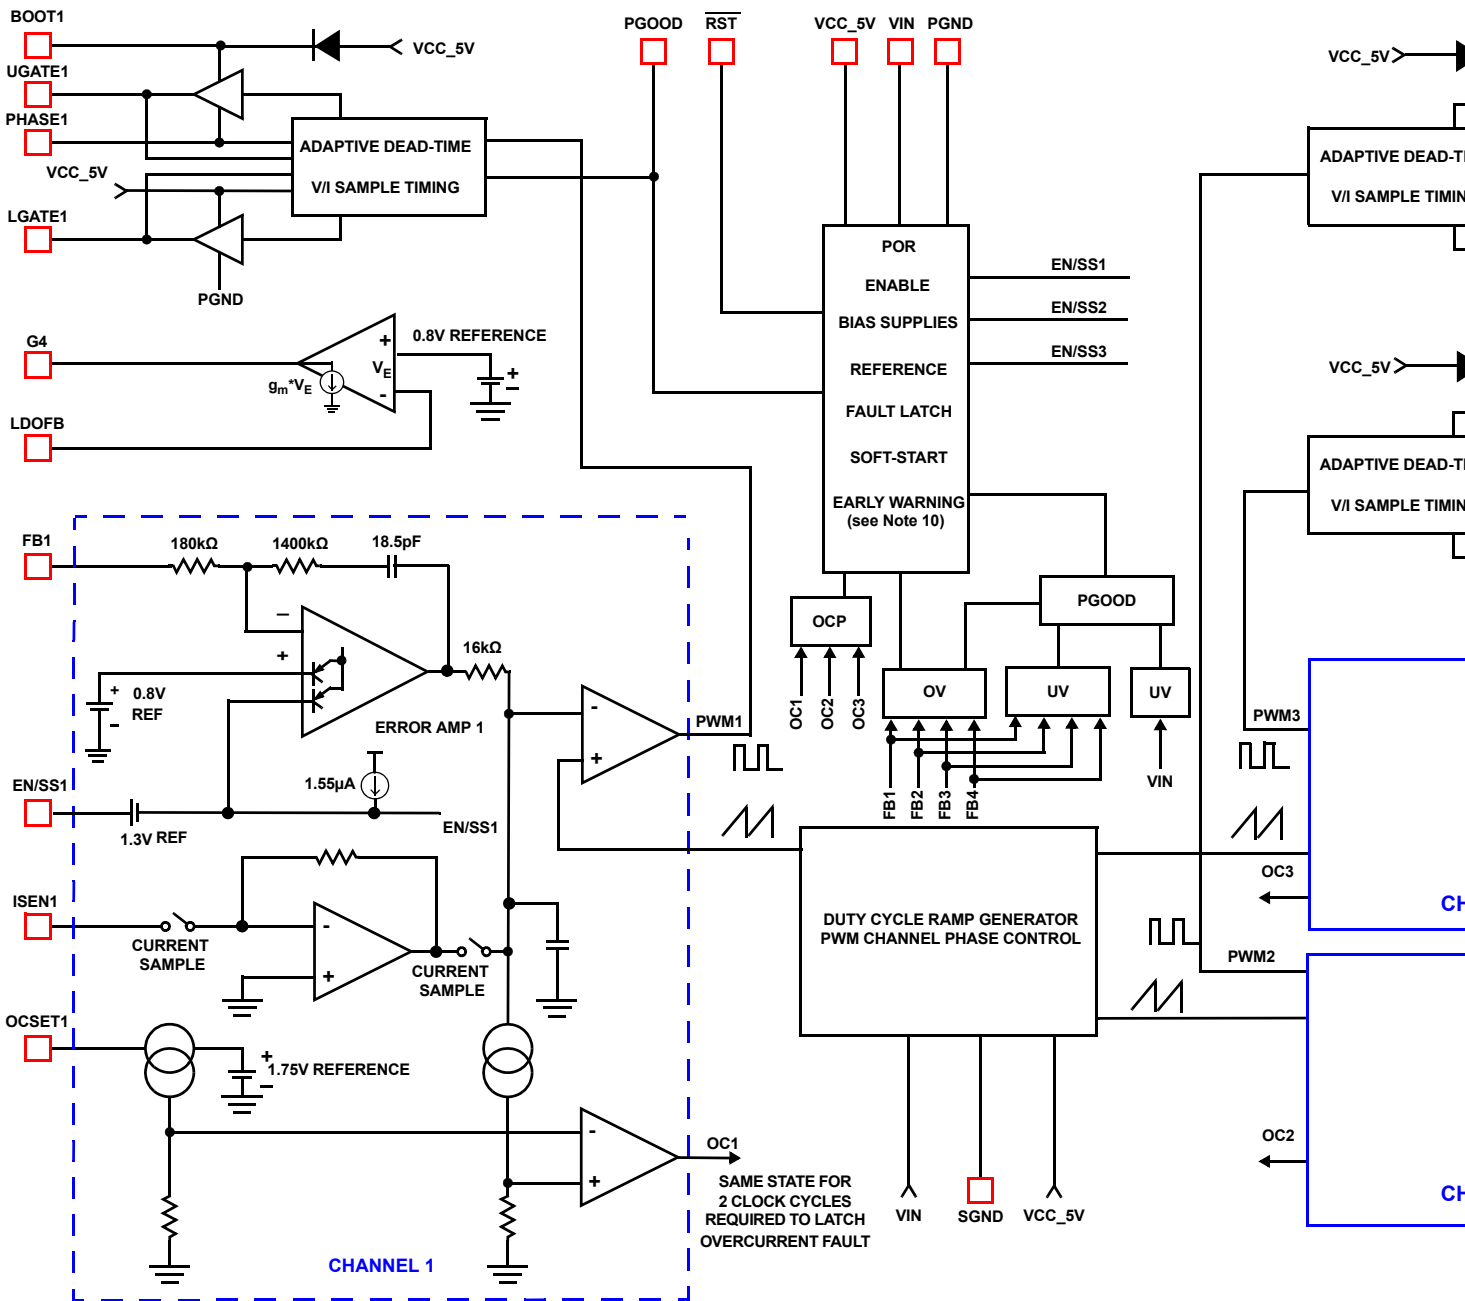 BOOT1
VCC_5V
UGATE1
PHASE1
VCC_5V
LGATE1
PGND
ADAPTIVE DEAD-TIME
V/I SAMPLE TIMING
PGOOD
RST
VCC_5V
VIN
PGND
G4
LDOFB
gm*VE
+
VE
-
0.8V REFERENCE
+
-
POR
ENABLE
BIAS SUPPLIES
REFERENCE
FAULT LATCH
SOFT-START
EARLY WARNING
(see Note 10)
EN/SS1
EN/SS2
EN/SS3
VCC_5V
ADAPTIVE DEAD-TI
V/I SAMPLE TIMIN
VCC_5V
ADAPTIVE DEAD-TI
V/I SAMPLE TIMIN
FB1
180kΩ
1400kΩ
18.5pF
–
+
16kΩ
+
-
0.8V
REF
ERROR AMP 1
EN/SS1
1.3V REF
1.55µA
EN/SS1
-
+
PWM1
ISEN1
CURRENT
SAMPLE
-
+
CURRENT
SAMPLE
OCSET1
+
-
1.75V REFERENCE
-
+
OC1
SAME STATE FOR
2 CLOCK CYCLES
REQUIRED TO LATCH
OVERCURRENT FAULT
CHANNEL 1
OCP
OC1
OC2
OC3
PGOOD
OV
UV
UV
FB1
FB2
FB3
FB4
VIN
DUTY CYCLE RAMP GENERATOR
PWM CHANNEL PHASE CONTROL
VIN
SGND
VCC_5V
PWM3
OC3
CH
PWM2
OC2
CH